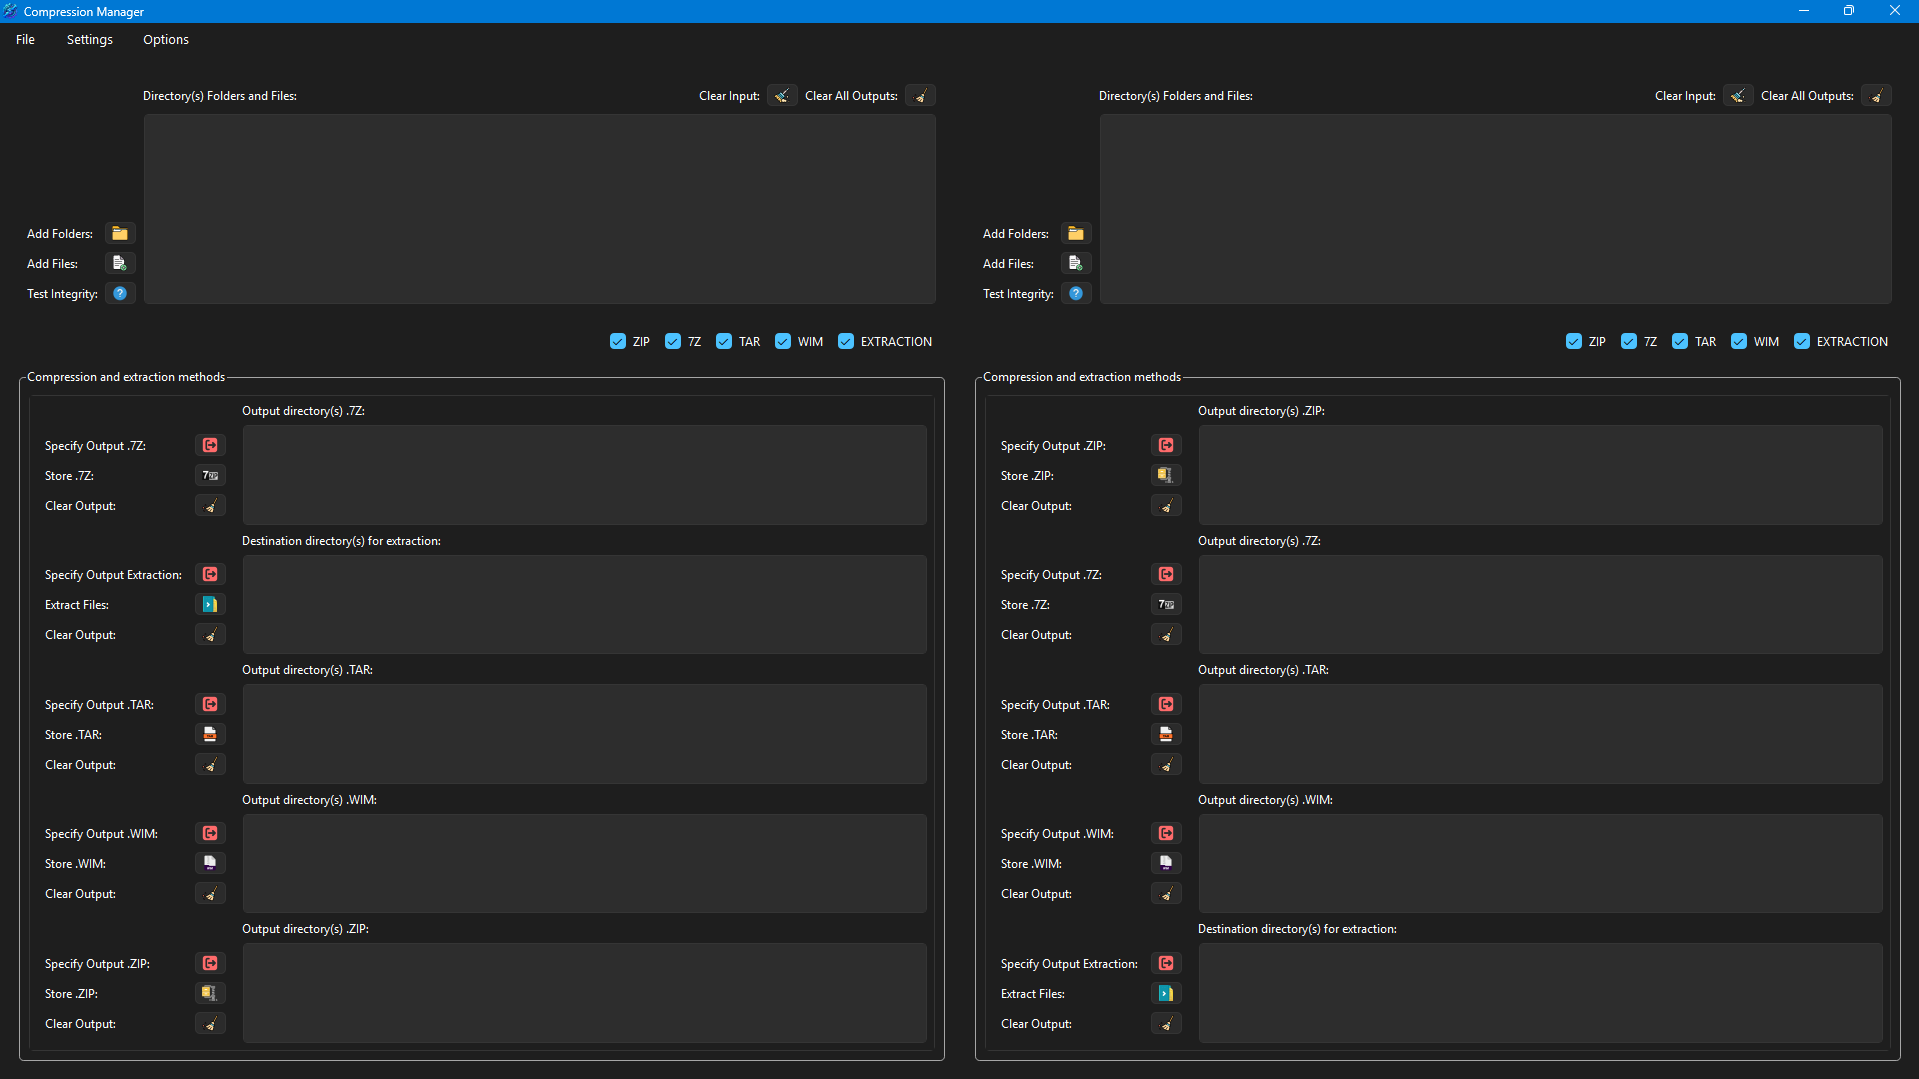 Compression Manager
File Settings Options
Directory(s) Folders and Files: Clear Input: Clear All Outputs:
Add Folders:
Add Files:
Test Integrity:
ZIP 7Z TAR WIM EXTRACTION
Compression and extraction methods
Output directory(s) .7Z:
Specify Output .7Z:
Store .7Z:
Clear Output:
Destination directory(s) for extraction:
Specify Output Extraction:
Extract Files:
Clear Output:
Output directory(s) .TAR:
Specify Output .TAR:
Store .TAR:
Clear Output:
Output directory(s) .WIM:
Specify Output .WIM:
Store .WIM:
Clear Output:
Output directory(s) .ZIP:
Specify Output .ZIP:
Store .ZIP:
Clear Output:
Directory(s) Folders and Files: Clear Input: Clear All Outputs:
Add Folders:
Add Files:
Test Integrity:
ZIP 7Z TAR WIM EXTRACTION
Compression and extraction methods
Output directory(s) .ZIP:
Specify Output .ZIP:
Store .ZIP:
Clear Output:
Output directory(s) .7Z:
Specify Output .7Z:
Store .7Z:
Clear Output:
Output directory(s) .TAR:
Specify Output .TAR:
Store .TAR:
Clear Output:
Output directory(s) .WIM:
Specify Output .WIM:
Store .WIM:
Clear Output:
Destination directory(s) for extraction:
Specify Output Extraction:
Extract Files:
Clear Output: